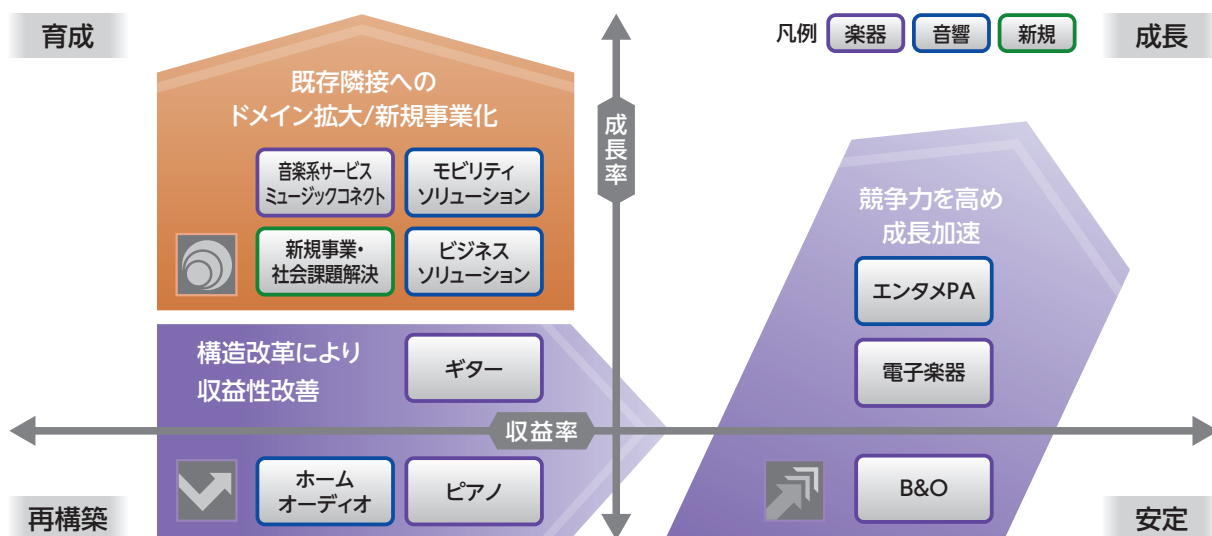 育成
凡例
楽器
音響
新規
成長
既存隣接への
ドメイン拡大/新規事業化
音楽系サービス
ミュージックコネクト
モビリティ
ソリューション
新規事業・
社会課題解決
ビジネス
ソリューション
成長率
競争力を高め
成長加速
エンタメPA
電子楽器
構造改革により
収益性改善
ギター
収益率
ホーム
オーディオ
ピアノ
B&O
再構築
安定